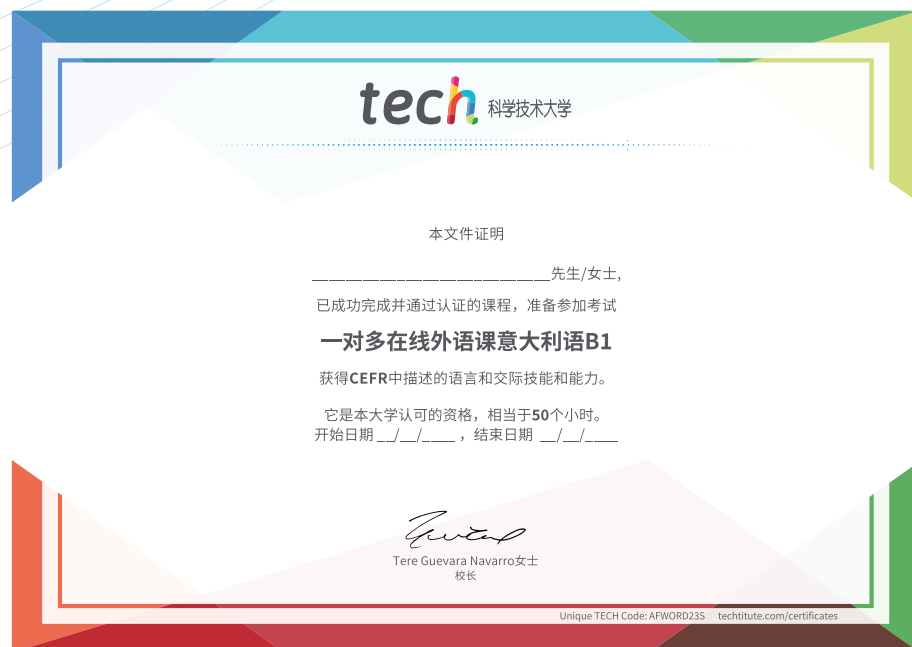 tech 科学技术大学
本文件证明
____________________________先生/女士,
已成功完成并通过认证的课程，准备参加考试
一对多在线外语课意大利语B1
获得CEFR中描述的语言和交际技能和能力。
它是本大学认可的资格，相当于50个小时。
开始日期 __/__/____ ，结束日期 __/__/____
Tere Guevara Navarro女士
校长
Unique TECH Code: AFWORD23S techtitute.com/certificates